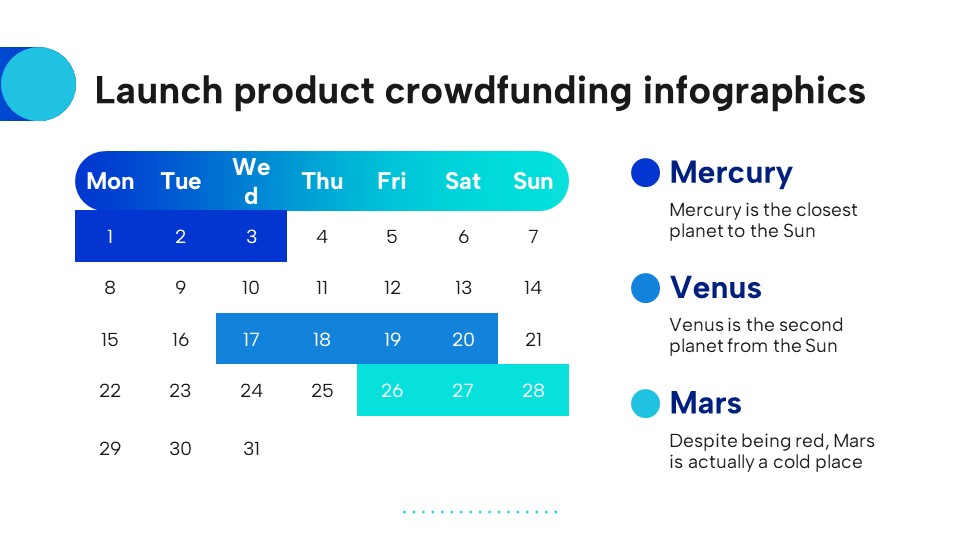 Launch product crowdfunding infographics
Mon Tue We
d Thu Fri Sat Sun
1 2 3 4 5 6 7
8 9 10 11 12 13 14
15 16 17 18 19 20 21
22 23 24 25 26 27 28
29 30 31
Mercury
Mercury is the closest
planet to the Sun
Venus
Venus is the second
planet from the Sun
Mars
Despite being red, Mars
is actually a cold place